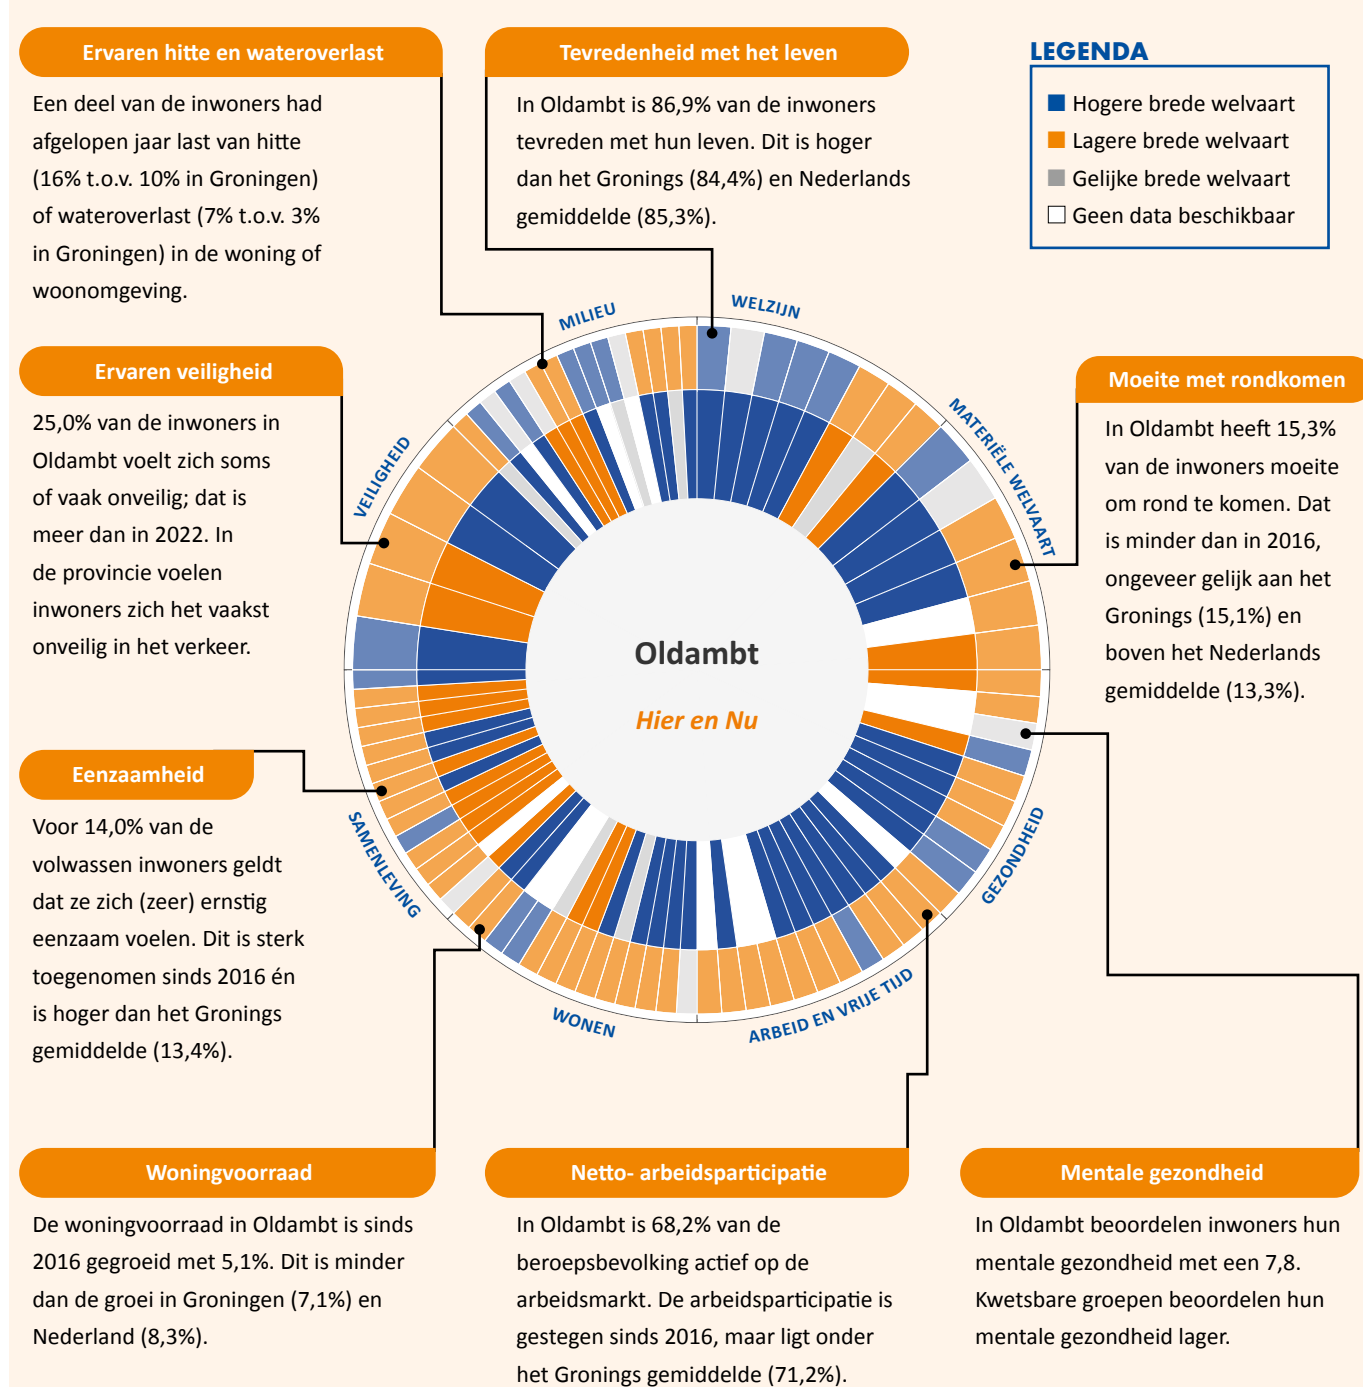 Ervaren hitte en wateroverlast
Een deel van de inwoners had
afgelopen jaar last van hitte
(16% t.o.v. 10% in Groningen)
of wateroverlast (7% t.o.v. 3%
in Groningen) in de woning of
woonomgeving.
Tevredenheid met het leven
In Oldambt is 86,9% van de inwoners
tevreden met hun leven. Dit is hoger
dan het Gronings (84,4%) en Nederlands
gemiddelde (85,3%).
LEGENDA
Hogere brede welvaart
Lagere brede welvaart
Gelijke brede welvaart
Geen data beschikbaar
Ervaren veiligheid
25,0% van de inwoners in
Oldambt voelt zich soms
of vaak onveilig; dat is
meer dan in 2022. In
de provincie voelen
inwoners zich het vaakst
onveilig in het verkeer.
Moeite met rondkomen
In Oldambt heeft 15,3%
van de inwoners moeite
om rond te komen. Dat
is minder dan in 2016,
ongeveer gelijk aan het
Gronings (15,1%) en
boven het Nederlands
gemiddelde (13,3%).
MILIEU
WELZIJN
MATERIËLE WELVAART
GEZONDHEID
ARBEID EN VRIJE TIJD
WONEN
SAMENLEVING
VEILIGHEID
Oldambt
Hier en Nu
Eenzaamheid
Voor 14,0% van de
volwassen inwoners geldt
dat ze zich (zeer) ernstig
eenzaam voelen. Dit is sterk
toegenomen sinds 2016 én
is hoger dan het Gronings
gemiddelde (13,4%).
Woningvoorraad
De woningvoorraad in Oldambt is sinds
2016 gegroeid met 5,1%. Dit is minder
dan de groei in Groningen (7,1%) en
Nederland (8,3%).
Netto- arbeidsparticipatie
In Oldambt is 68,2% van de
beroepsbevolking actief op de
arbeidsmarkt. De arbeidsparticipatie is
gestegen sinds 2016, maar ligt onder
het Gronings gemiddelde (71,2%).
Mentale gezondheid
In Oldambt beoordelen inwoners hun
mentale gezondheid met een 7,8.
Kwetsbare groepen beoordelen hun
mentale gezondheid lager.